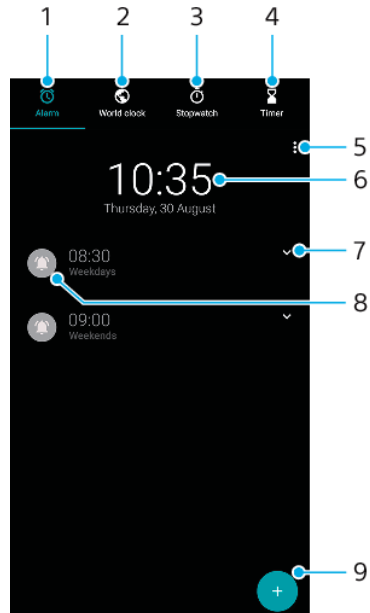 1 2 3 4
Alarm World clock Stopwatch Timer
5
10:35 6
Thursday, 30 August
08:30 7
Weekdays
8
09:00
Weekends
9